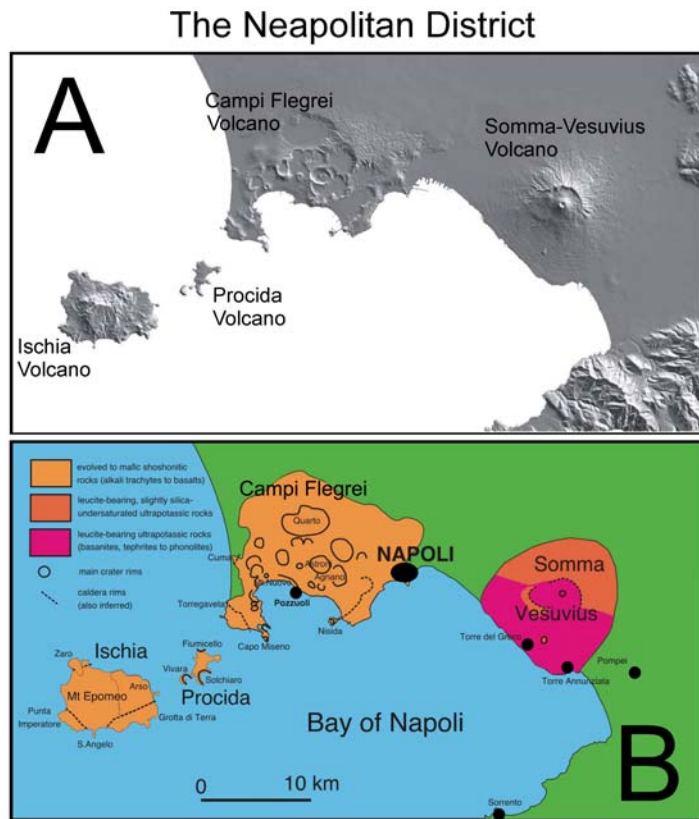 The Neapolitan District
A
Campi Flegrei
Volcano
Somma-Vesuvius
Volcano
Procida
Volcano
Ischia
Volcano
evolved to mafic shoshonitic
rocks (alkali trachytes to basalts)
leucite-bearing, slightly silica-
undersaturated ultrapotassic rocks
leucite-bearing ultrapotassic rocks
(basanites, tephrites to phonolites)
main crater rims
caldera rims
(also inferred)
Campi Flegrei
Quarto
Cuma
Astroni
Agnano
NAPOLI
Mt Nuovo
Pozzuoli
Torregaveta
Nisida
Capo Miseno
Somma
Vesuvius
Torre del Greco
Pompei
Torre Annunziata
Ischia
Zaro
Fiumicello
Vivara
Solchiaro
Procida
Mt Epomeo
Arso
Punta
Imperatore
Grotta di Terra
S.Angelo
Bay of Napoli
0 10 km
Sorrento
B